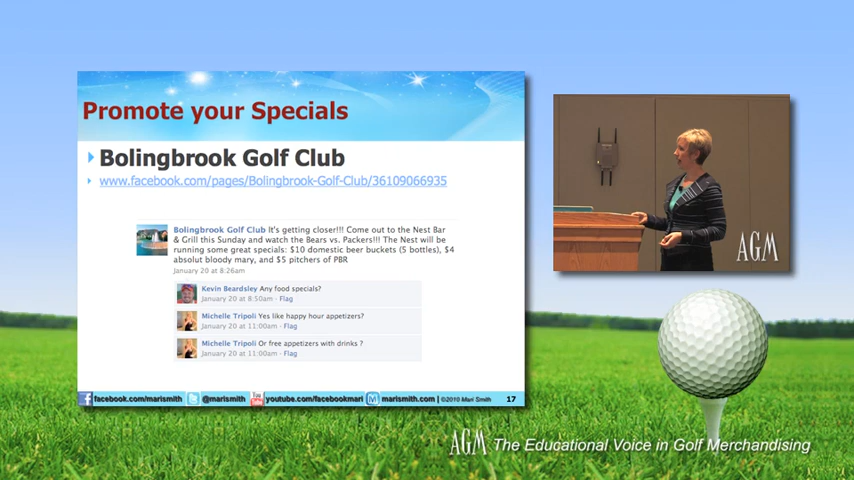 Promote your Specials
Bolingbrook Golf Club
www.facebook.com/pages/Bolingbrook-Golf-Club/36109066935
Bolingbrook Golf Club It's getting closer!!! Come out to the Nest Bar
& Grill this Sunday and watch the Bears vs. Packers!!! The Nest will be
running some great specials: $10 domestic beer buckets (5 bottles), $4
absolut bloody mary, and $5 pitchers of PBR
January 20 at 8:26am
Kevin Beardsley Any food specials?
January 20 at 8:50am · Flag
Michelle Tripoli Yes like happy hour appetizers?
January 20 at 11:00am · Flag
Michelle Tripoli Or free appetizers with drinks ?
January 20 at 11:00am · Flag
facebook.com/marismith @marismith You Tube youtube.com/facebookmari marismith.com | ©2010 Mari Smith 17
AGM
AGM The Educational Voice in Golf Merchandising